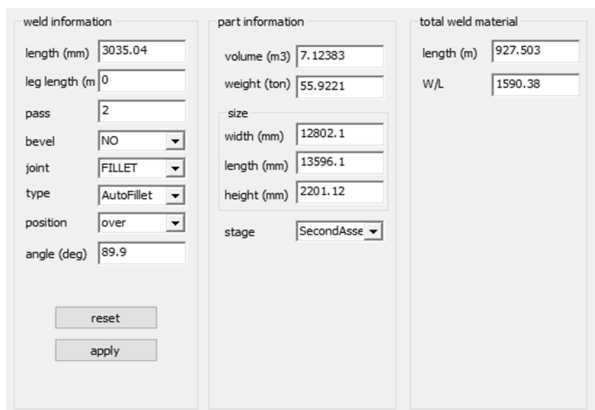 weld information
length (mm) 3035.04
leg length (m 0
pass 2
bevel NO
joint FILLET
type AutoFillet
position over
angle (deg) 89.9
reset
apply
part information
volume (m3) 7.12383
weight (ton) 55.9221
size
width (mm) 12802.1
length (mm) 13596.1
height (mm) 2201.12
stage SecondAsse
total weld material
length (m) 927.503
W/L 1590.38